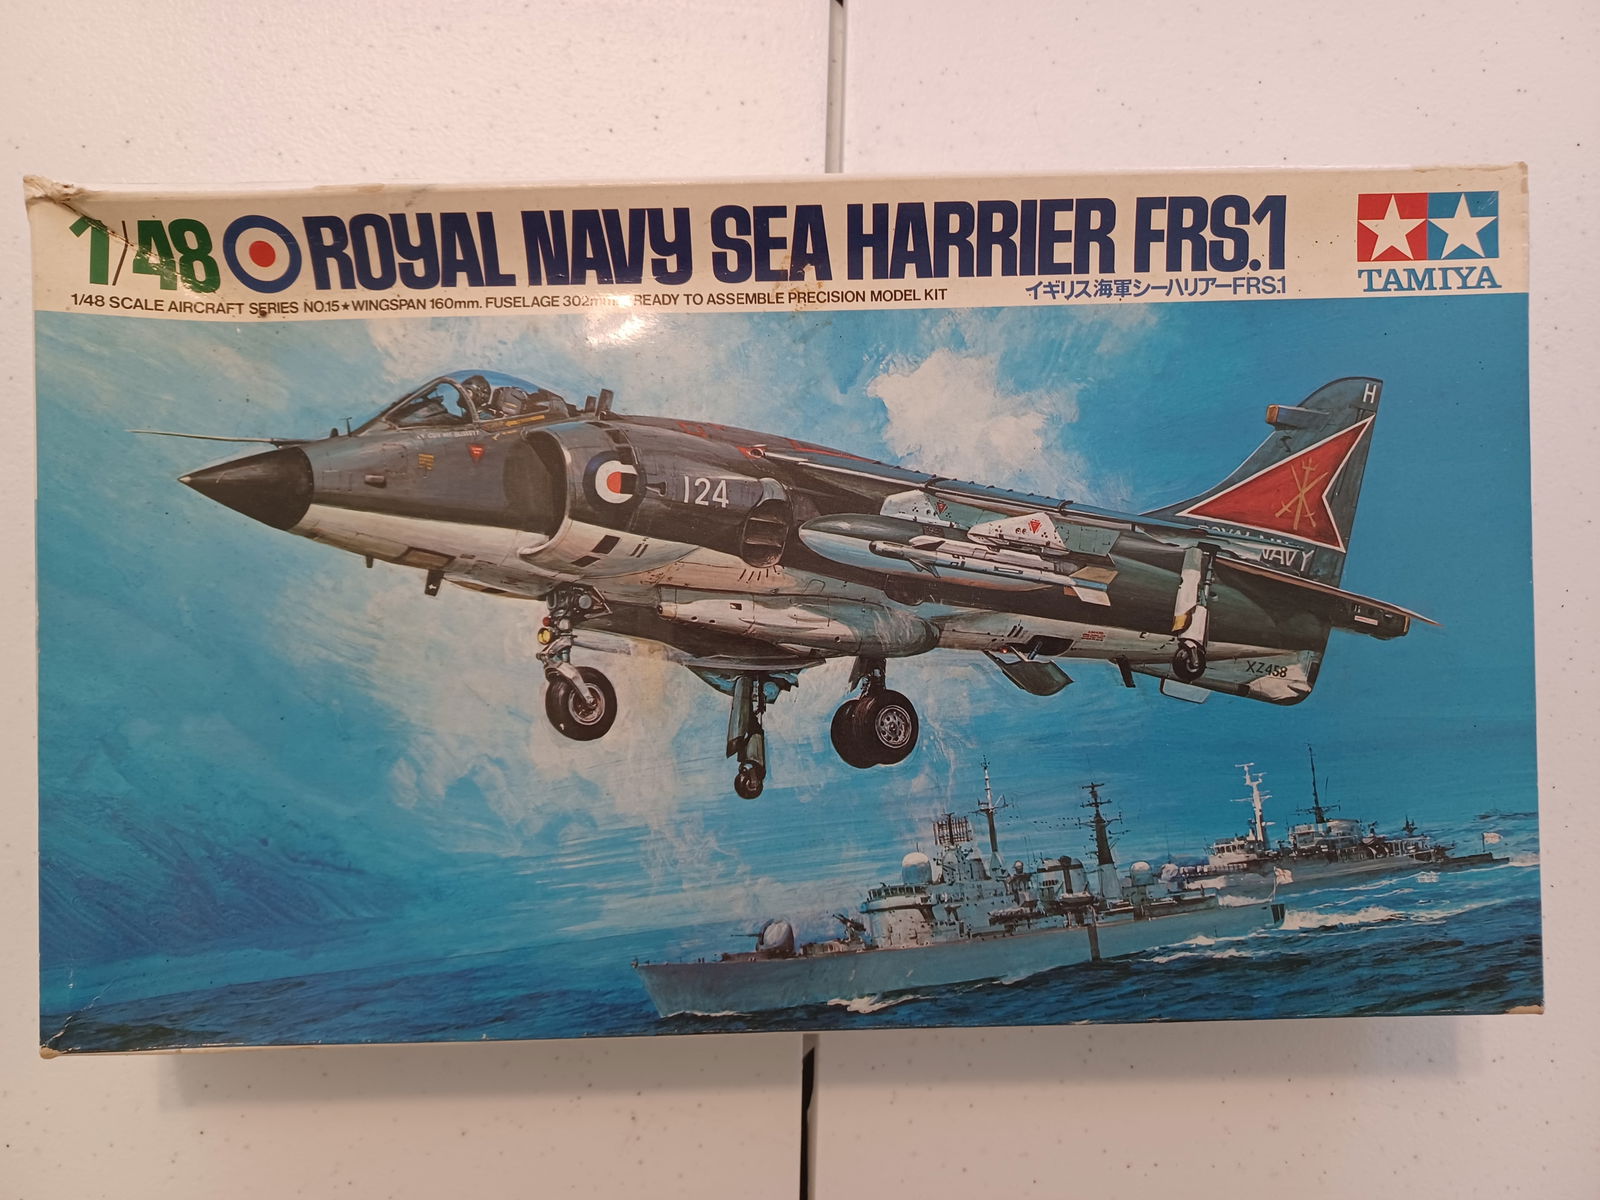 1/48 ROYAL NAVY SEA HARRIER FRS.1
イギリス海軍シーハリアーFRS.1
TAMIYA
1/48 SCALE AIRCRAFT SERIES NO.15★WINGSPAN 160mm. FUSELAGE 302mm. READY TO ASSEMBLE PRECISION MODEL KIT
H
124
ROYAL NAVY
NAVY
XZ458